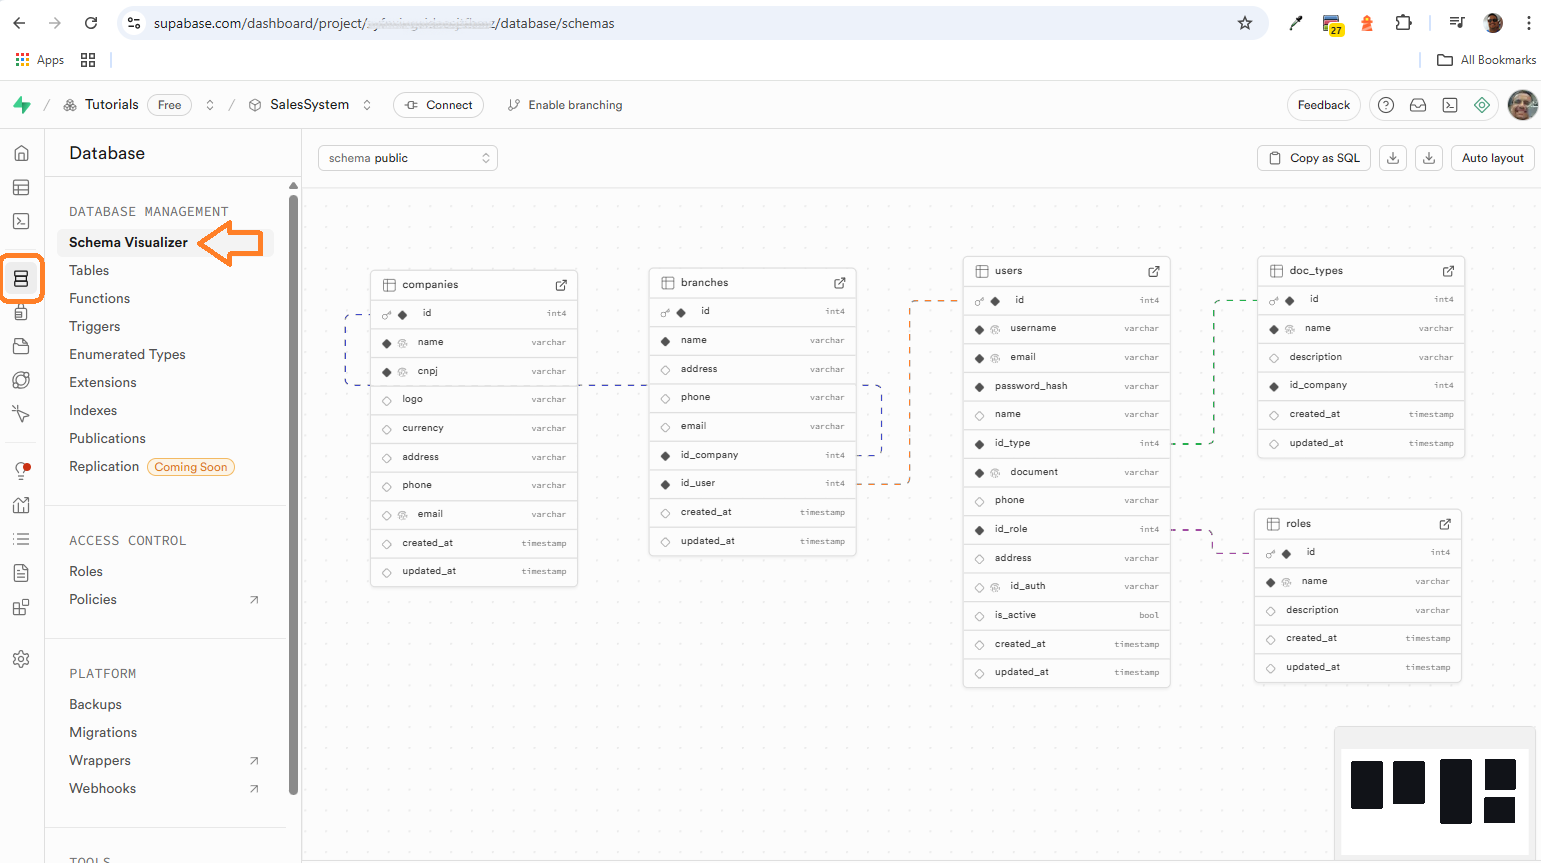 supabase.com/dashboard/project/ /database/schemas
27
Apps
All Bookmarks
/ Tutorials Free / SalesSystem Connect Enable branching
Feedback
Database
schema public
Copy as SQL
Auto layout
DATABASE MANAGEMENT
Schema Visualizer
Tables
Functions
Triggers
Enumerated Types
Extensions
Indexes
Publications
Replication Coming Soon
ACCESS CONTROL
Roles
Policies
PLATFORM
Backups
Migrations
Wrappers
Webhooks
TOOLS
companies
id int4
name varchar
cnpj varchar
logo varchar
currency varchar
address varchar
phone varchar
email varchar
created_at timestamp
updated_at timestamp
branches
id int4
name varchar
address varchar
phone varchar
email varchar
id_company int4
id_user int4
created_at timestamp
updated_at timestamp
users
id int4
username varchar
email varchar
password_hash varchar
name varchar
id_type int4
document varchar
phone varchar
id_role int4
address varchar
id_auth varchar
is_active bool
created_at timestamp
updated_at timestamp
doc_types
id int4
name varchar
description varchar
id_company int4
created_at timestamp
updated_at timestamp
roles
id int4
name varchar
description varchar
created_at timestamp
updated_at timestamp